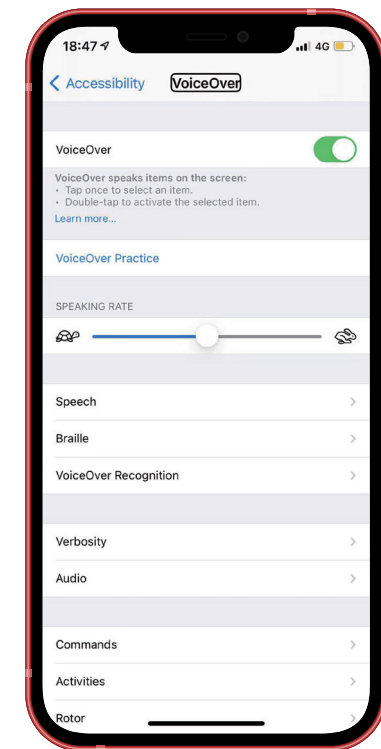 18:47
4G
Accessibility
VoiceOver
VoiceOver
VoiceOver speaks items on the screen:
• Tap once to select an item.
• Double-tap to activate the selected item.
Learn more...
VoiceOver Practice
SPEAKING RATE
Speech
Braille
VoiceOver Recognition
Verbosity
Audio
Commands
Activities
Rotor